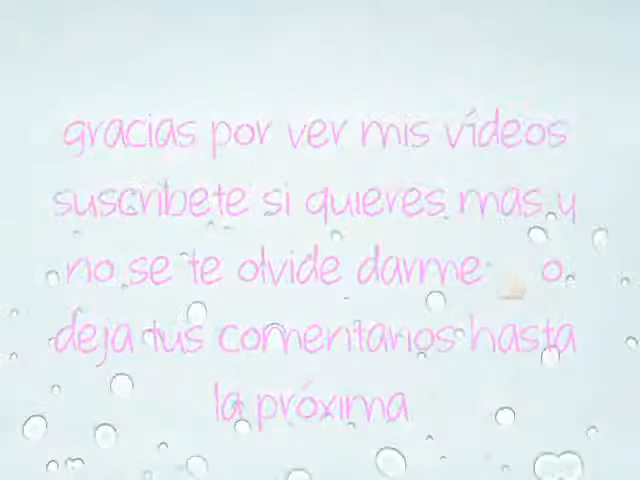 gracias por ver mis vídeos
suscribete si quieres mas y
no se te olvide darme o
deja tus comentarios hasta
la próxima